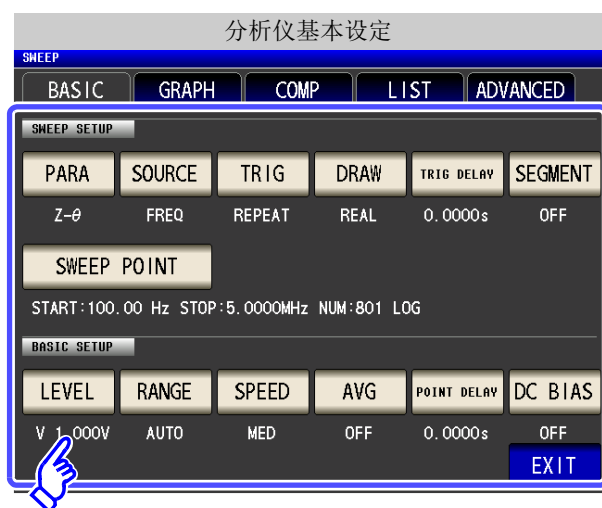 分析仪基本设定
SWEEP
BASIC GRAPH COMP LIST ADVANCED
SWEEP SETUP
PARA SOURCE TRIG DRAW TRIG DELAY SEGMENT
Z-θ FREQ REPEAT REAL 0.0000s OFF
SWEEP POINT
START:100.00 Hz STOP:5.0000MHz NUM:801 LOG
BASIC SETUP
LEVEL RANGE SPEED AVG POINT DELAY DC BIAS
V 1.000V AUTO MED OFF 0.0000s OFF
EXIT